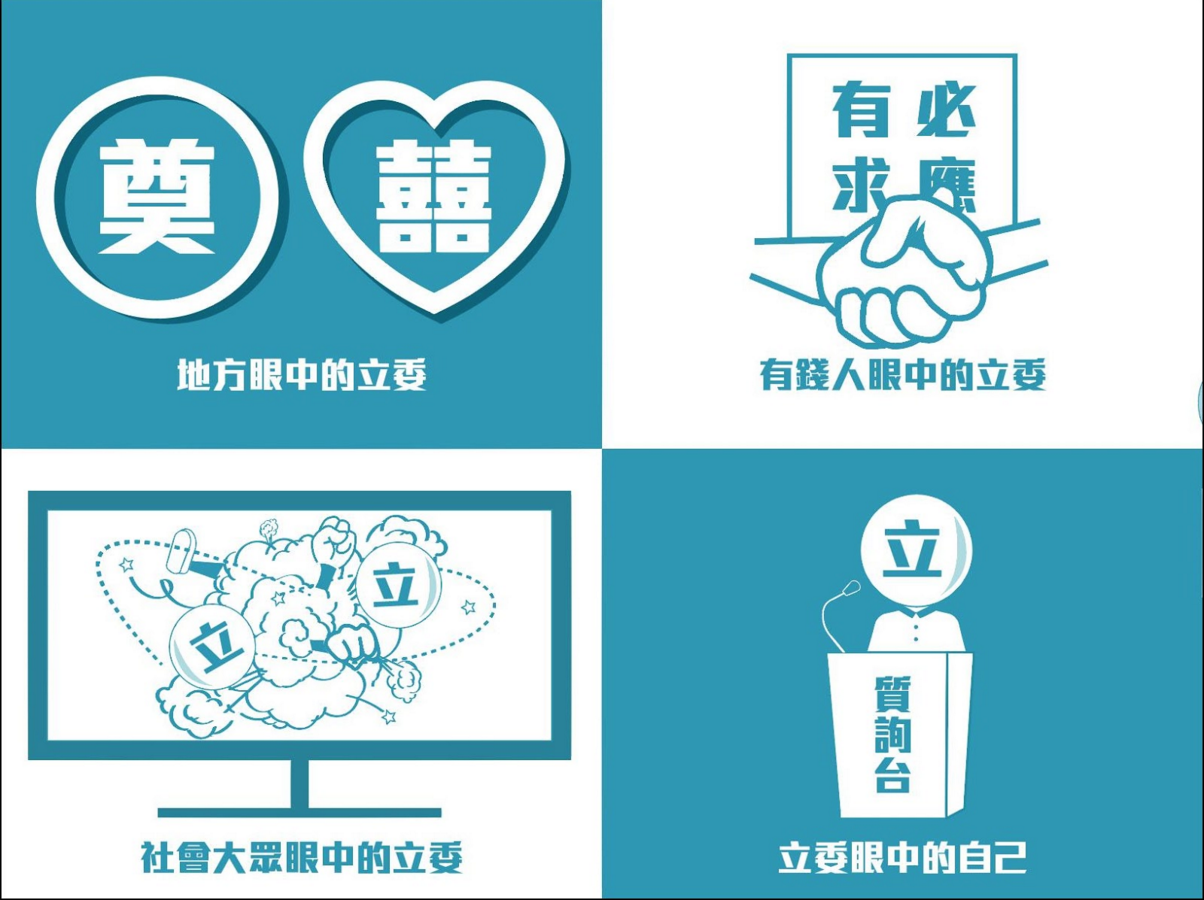 奠
囍
地方眼中的立委
有 必
求 應
有錢人眼中的立委
立
立
社會大眾眼中的立委
立
質詢台
立委眼中的自己